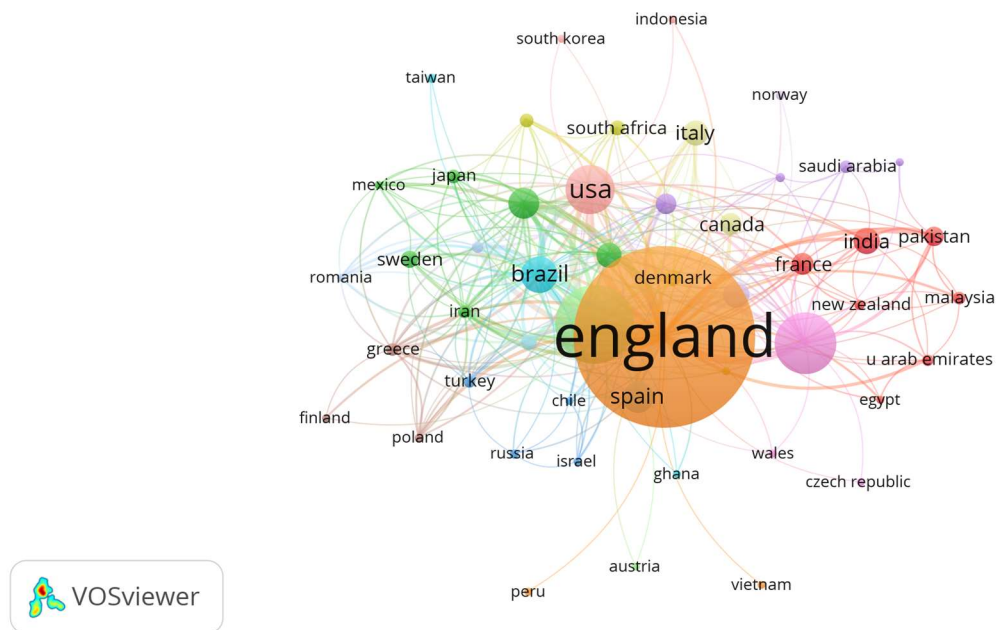 indonesia
south korea
taiwan
norway
south africa
italy
saudi arabia
japan
mexico
usa
canada
india
pakistan
sweden
brazil
denmark
france
romania
new zealand
malaysia
iran
england
greece
u arab emirates
turkey
chile
spain
egypt
finland
poland
russia
israel
wales
ghana
czech republic
austria
peru
vietnam
VOSviewer